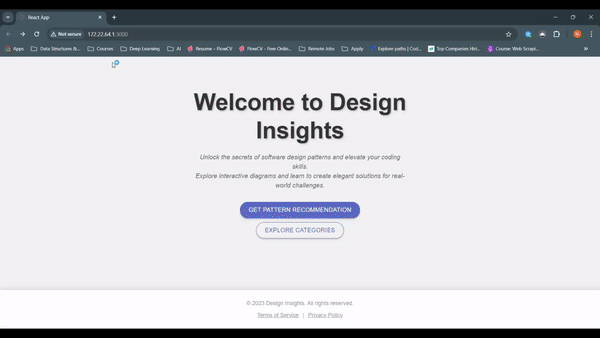 React App
Not secure 172.22.64.1:3000
Apps Data Structures &... Courses Deep Learning AI Resume – FlowCV FlowCV - Free Onlin... Remote Jobs Apply Explore paths | Cod... Top Companies Hiri... Course: Web Scrapi...
Welcome to Design
Insights
Unlock the secrets of software design patterns and elevate your coding
skills.
Explore interactive diagrams and learn to create elegant solutions for real-
world challenges.
GET PATTERN RECOMMENDATION
EXPLORE CATEGORIES
© 2023 Design Insights. All rights reserved.
Terms of Service | Privacy Policy